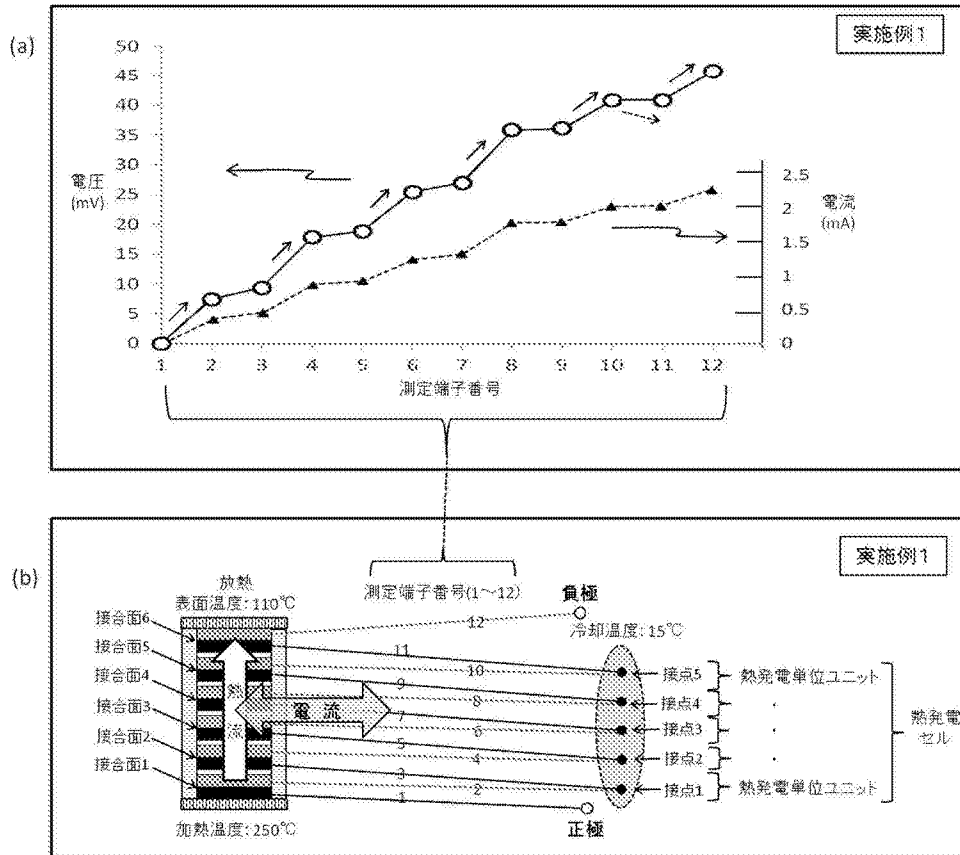 (a)
実施例1
50
45
40
35
30
25
20
15
10
5
0
電圧
(mV)
2.5
2
1.5
1
0.5
0
電流
(mA)
1 2 3 4 5 6 7 8 9 10 11 12
測定端子番号
(b)
実施例1
放熱
表面温度:110℃
測定端子番号(1～12)
負極
冷却温度:15℃
接合面6
接合面5
接合面4
接合面3
接合面2
接合面1
熱
流
電流
12
11
10
9
8
7
6
5
4
3
2
1
接点5
接点4
接点3
接点2
接点1
熱発電単位ユニット
・
・
・
熱発電単位ユニット
熱発電
セル
加熱温度:250℃
正極